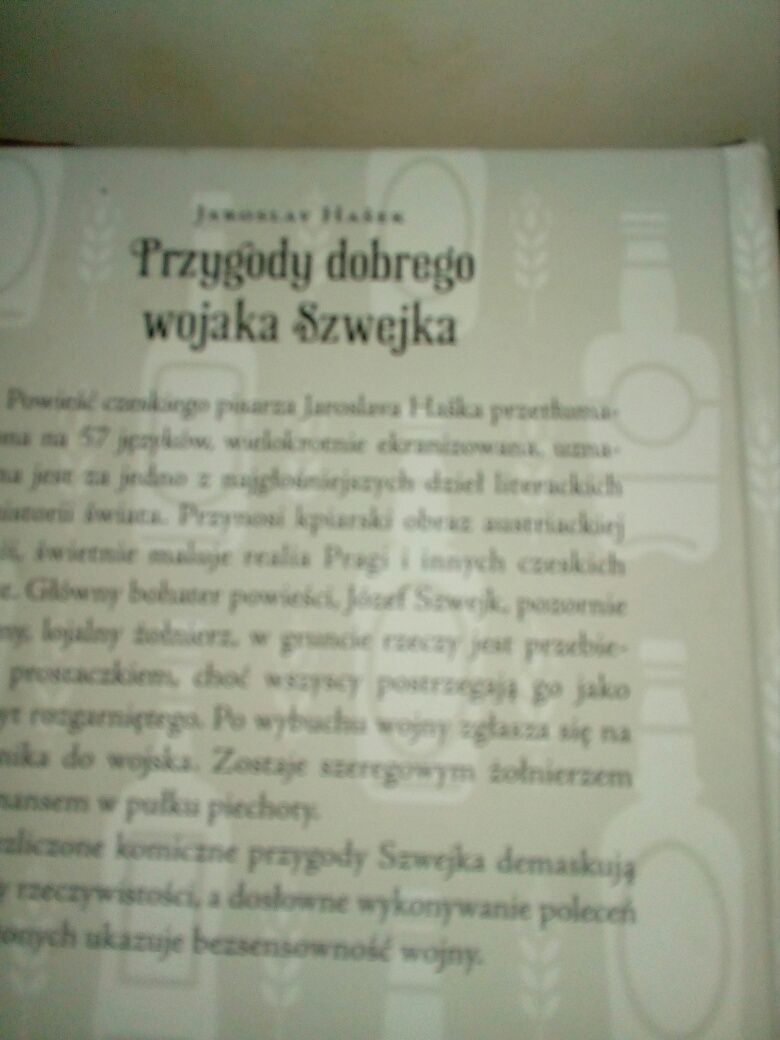 Jaroslav Hašek
Przygody dobrego
wojaka Szwejka
Powieść czeskiego pisarza Jaroslava Haška przetłuma-
na 57 języków, wielokrotnie ekranizowana, uzna-
na jest za jedno z najgłośniejszych dzieł literackich
świata. Przynosi kpiarski obraz austriackiej
świetnie maluje realia Pragi i innych czeskich
Główny bohater powieści, Józef Szwejk, pozornie
lojalny żołnierz, w gruncie rzeczy jest przebie-
prostaczkiem, choć wszyscy postrzegają go jako
rozgarniętego. Po wybuchu wojny zgłasza się na
do wojska. Zostaje szeregowym żołnierzem
w pułku piechoty.
komiczne przygody Szwejka demaskują
rzeczywistości, a dosłowne wykonywanie poleceń
ukazuje bezsensowność wojny.